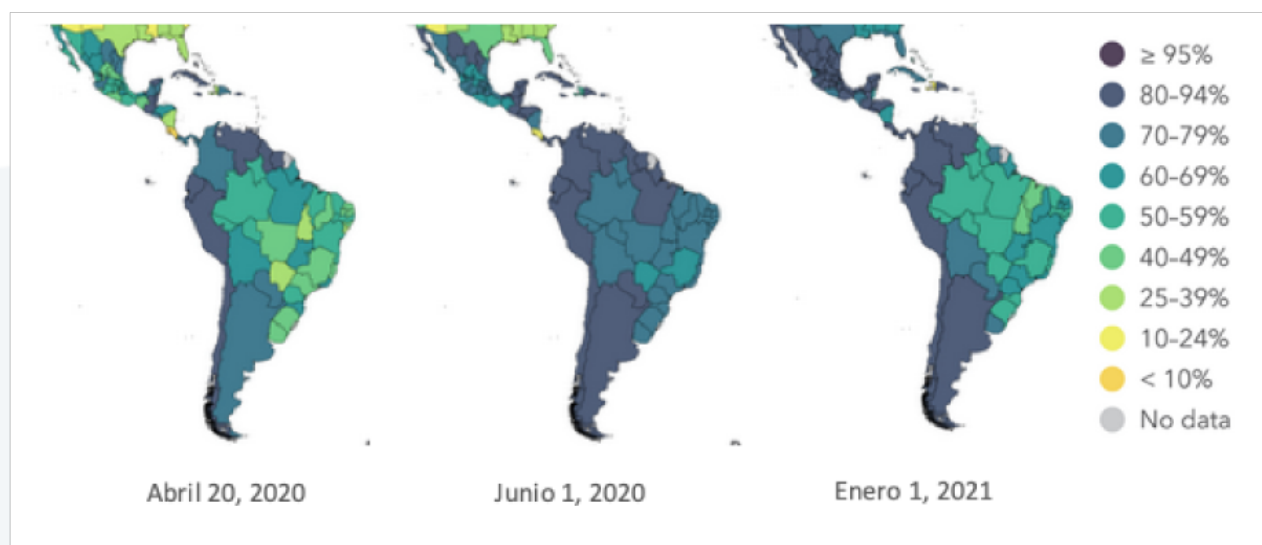 ≥ 95%
80-94%
70-79%
60-69%
50-59%
40-49%
25-39%
10-24%
< 10%
No data
Abril 20, 2020
Junio 1, 2020
Enero 1, 2021